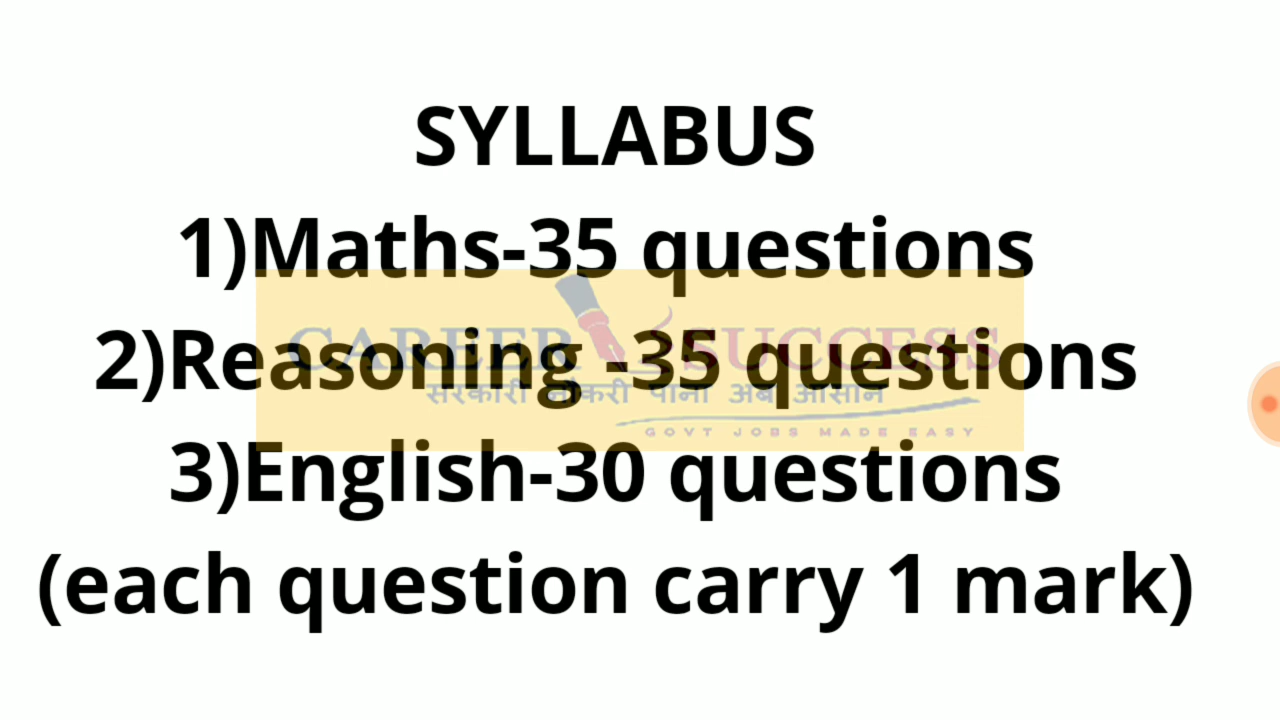 SYLLABUS
1)Maths-35 questions
2)Reasoning -35 questions
CAREER SUCCESS
सरकारी नौकरी पाना अब आसान
GOVT JOBS MADE EASY
3)English-30 questions
(each question carry 1 mark)